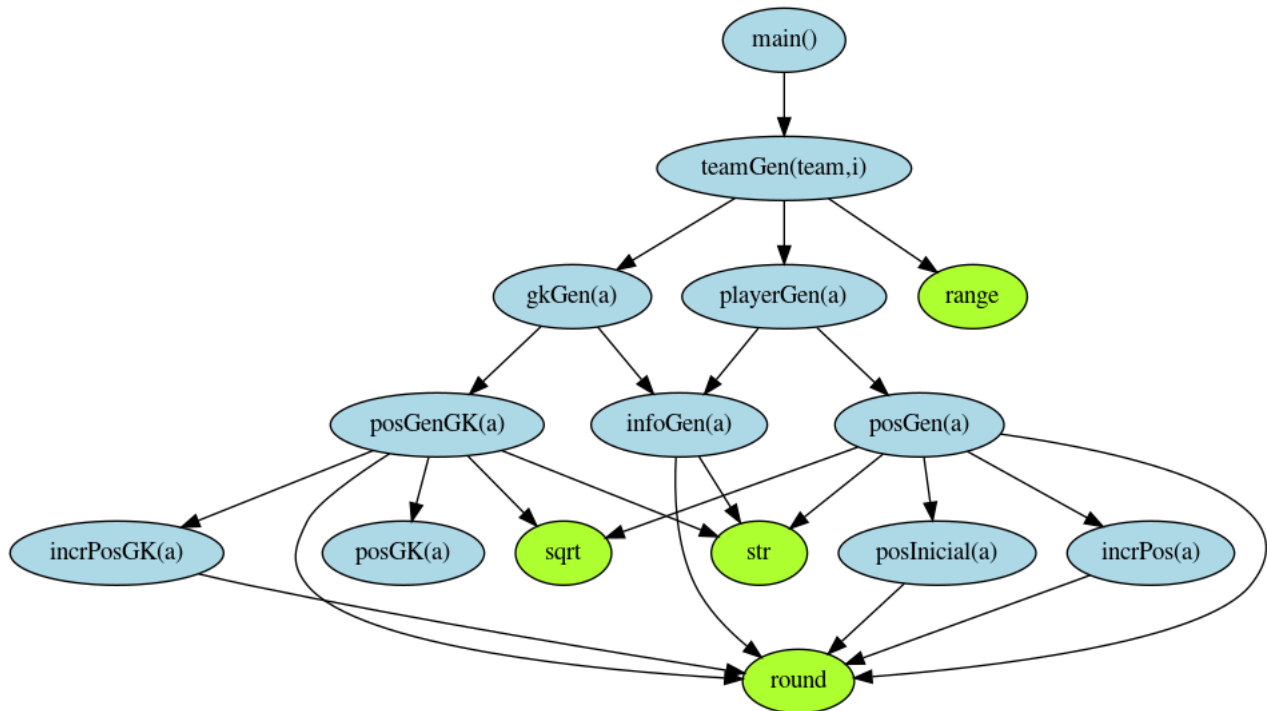 main()
teamGen(team,i)
gkGen(a)
playerGen(a)
range
posGenGK(a)
infoGen(a)
posGen(a)
incrPosGK(a)
posGK(a)
sqrt
str
posInicial(a)
incrPos(a)
round